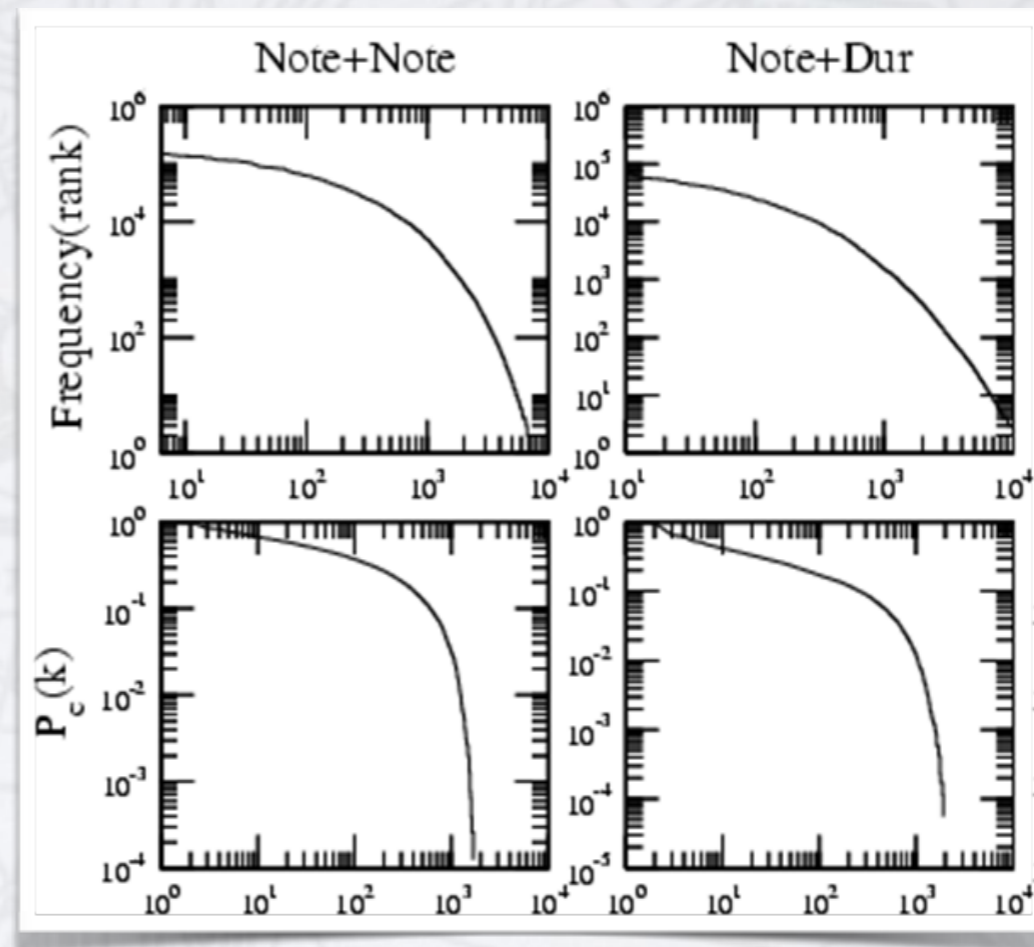 Note+Note Note+Dur
Frequency(rank)
10⁶ 10⁶
10⁵
10⁴ 10⁴
10³
10² 10²
10¹
10⁰ 10⁰
10¹ 10² 10³ 10⁴ 10¹ 10² 10³ 10⁴
P_c(k)
10⁰ 10⁰
10⁻¹ 10⁻¹
10⁻² 10⁻²
10⁻³ 10⁻³
10⁻⁴
10⁻⁴ 10⁻⁵
10⁰ 10¹ 10² 10³ 10⁴ 10⁰ 10¹ 10² 10³ 10⁴